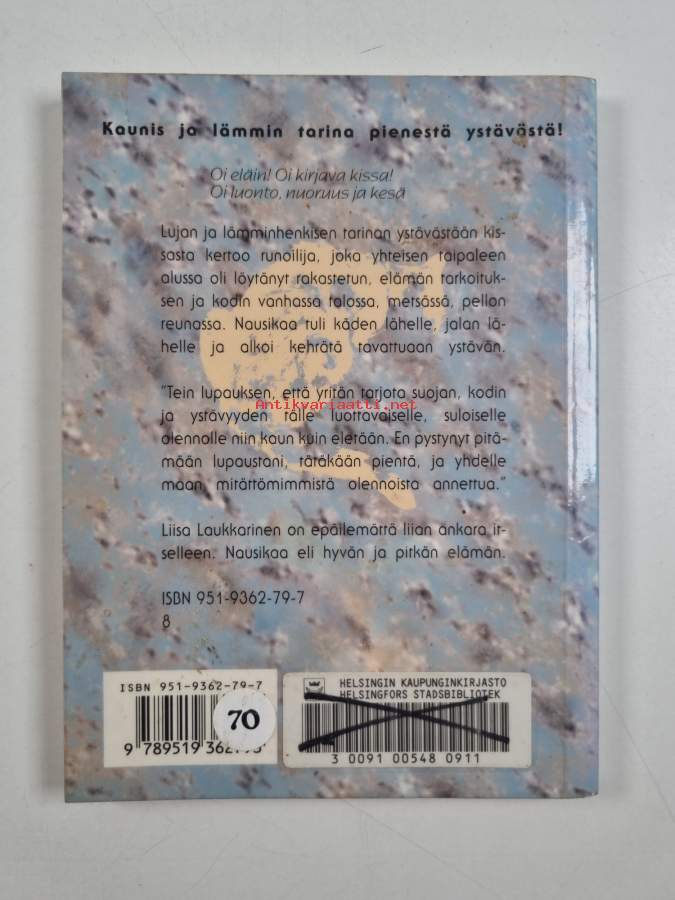 Kaunis ja lämmin tarina pienestä ystävästä!
Oi eläin! Oi kirjava kissa!
Oi luonto, nuoruus ja kesä
Lujan ja lämminhenkisen tarinan ystävästään kis-
sasta kertoo runoilija, joka yhteisen taipaleen
alussa oli löytänyt rakastetun, elämän tarkoituk-
sen ja kodin vanhassa talossa, metsässä, pellon
reunassa. Nausikaa tuli käden lähelle, jalan lä-
helle ja alkoi kehrätä tavattuaan ystävän.
"Tein lupauksen, että yritän tarjota suojan, kodin
Antikvariaatti.net
ja ystävyyden tälle luottavaiselle, suloiselle
olennolle niin kaun kuin eletään. En pystynyt pitä-
mään lupaustani, tätäkään pientä, ja yhdelle
maan mitättömimmistä olennoista annettua."
Liisa Laukkarinen on epäilemättä liian ankara it-
selleen. Nausikaa eli hyvän ja pitkän elämän.
ISBN 951-9362-79-7
8
ISBN 951-9362-79-7
70
9 789519 362793
HELSINGIN KAUPUNGINKIRJASTO
HELSINGFORS STADSBIBLIOTEK
3 0091 00548 0911